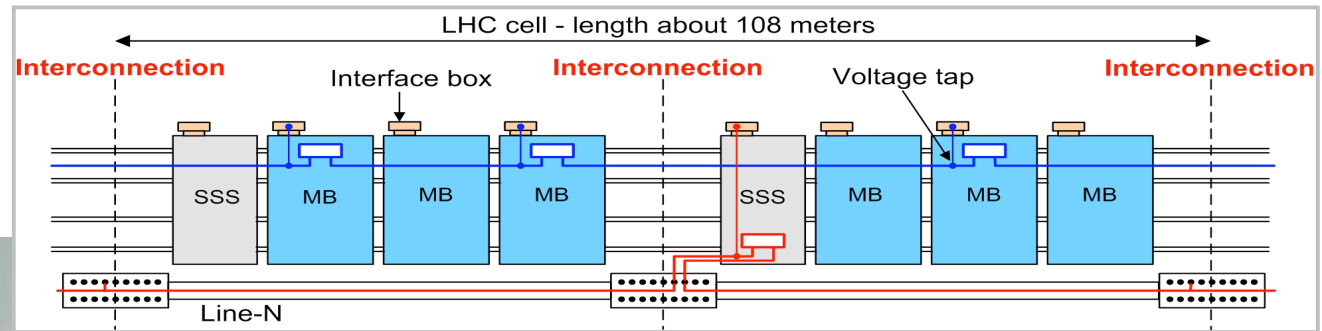 LHC cell - length about 108 meters
Interconnection
Interface box
Interconnection
Voltage tap
Interconnection
SSS
MB
MB
MB
SSS
MB
MB
MB
Line-N